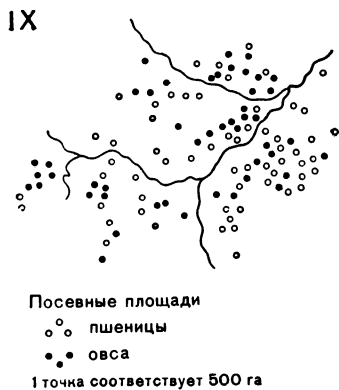 IX
Посевные площади
пшеницы
овса
1 точка соответствует 500 га